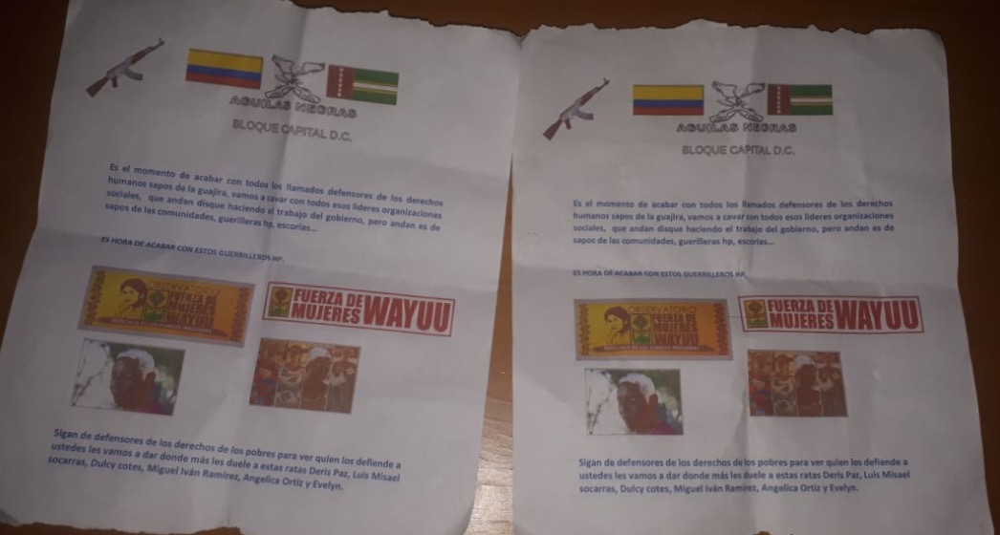 AGUILAS NEGRAS
BLOQUE CAPITAL D.C.
Es el momento de acabar con todos los llamados defensores de los derechos
humanos sapos de la guajira, vamos a cavar con todos esos lideres organizaciones
sociales, que andan disque haciendo el trabajo del gobierno, pero andan es de
sapos de las comunidades, guerilleras hp, escorias...
ES HORA DE ACABAR CON ESTOS GUERRILLEROS HP.
OBSERVATORIO
FUERZA DE
MUJERES
WAYUU
FUERZA DE
MUJERES WAYUU
Sigan de defensores de los derechos de los pobres para ver quien los defiende a
ustedes les vamos a dar donde más les duele a estas ratas Deris Paz, Luis Misael
socarras, Dulcy cotes, Miguel Iván Ramírez, Angelica Ortiz y Evelyn.
AGUILAS NEGRAS
BLOQUE CAPITAL D.C.
Es el momento de acabar con todos los llamados defensores de los derechos
humanos sapos de la guajira, vamos a cavar con todos esos lideres organizaciones
sociales, que andan disque haciendo el trabajo del gobierno, pero andan es de
sapos de las comunidades, guerilleras hp, escorias...
ES HORA DE ACABAR CON ESTOS GUERRILLEROS HP.
OBSERVATORIO
FUERZA DE
MUJERES
WAYUU
FUERZA DE
MUJERES WAYUU
Sigan de defensores de los derechos de los pobres para ver quien los defiende a
ustedes les vamos a dar donde más les duele a estas ratas Deris Paz, Luis Misael
socarras, Dulcy cotes, Miguel Iván Ramírez, Angelica Ortiz y Evelyn.